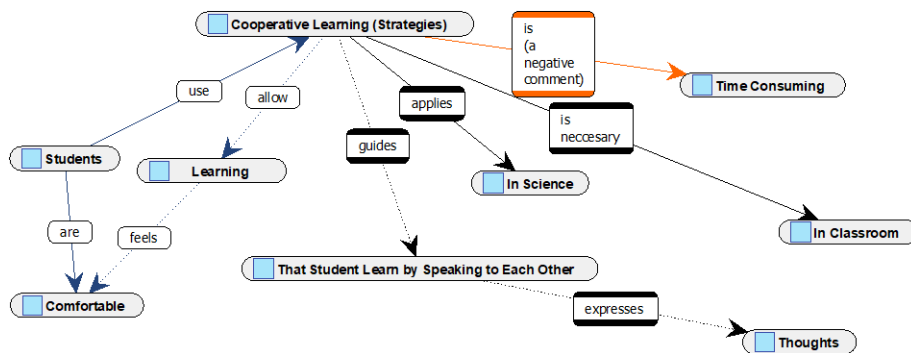 Cooperative Learning (Strategies)
is
(a
negative
comment)
Time Consuming
use
allow
applies
is
neccesary
guides
Students
Learning
In Science
are
feels
In Classroom
That Student Learn by Speaking to Each Other
Comfortable
expresses
Thoughts